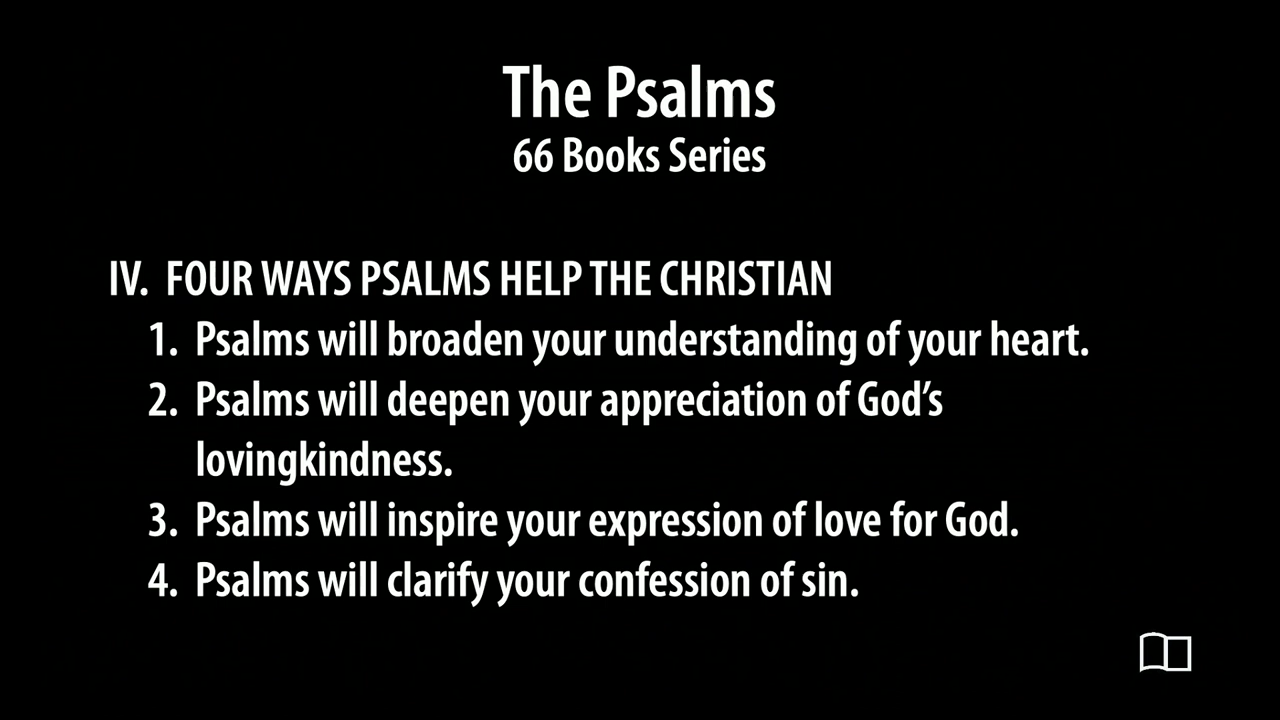 The Psalms
66 Books Series
IV. FOUR WAYS PSALMS HELP THE CHRISTIAN
1. Psalms will broaden your understanding of your heart.
2. Psalms will deepen your appreciation of God’s
lovingkindness.
3. Psalms will inspire your expression of love for God.
4. Psalms will clarify your confession of sin.